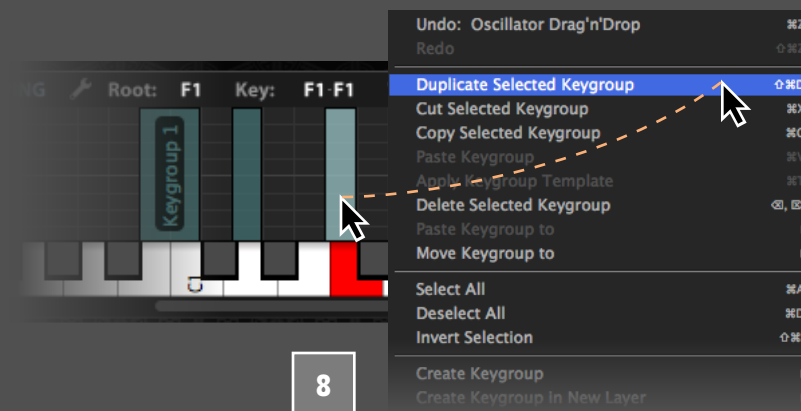 NG Root: F1 Key: F1-F1
Keygroup 1
C1
8
Undo: Oscillator Drag'n'Drop ⌘Z
Redo ⇧⌘Z
Duplicate Selected Keygroup ⇧⌘D
Cut Selected Keygroup ⌘X
Copy Selected Keygroup ⌘C
Paste Keygroup ⌘V
Apply Keygroup Template ⌘T
Delete Selected Keygroup ⌫, ⌦
Paste Keygroup to
Move Keygroup to
Select All ⌘A
Deselect All ⌘D
Invert Selection ⇧⌘
Create Keygroup
Create Keygroup in New Layer